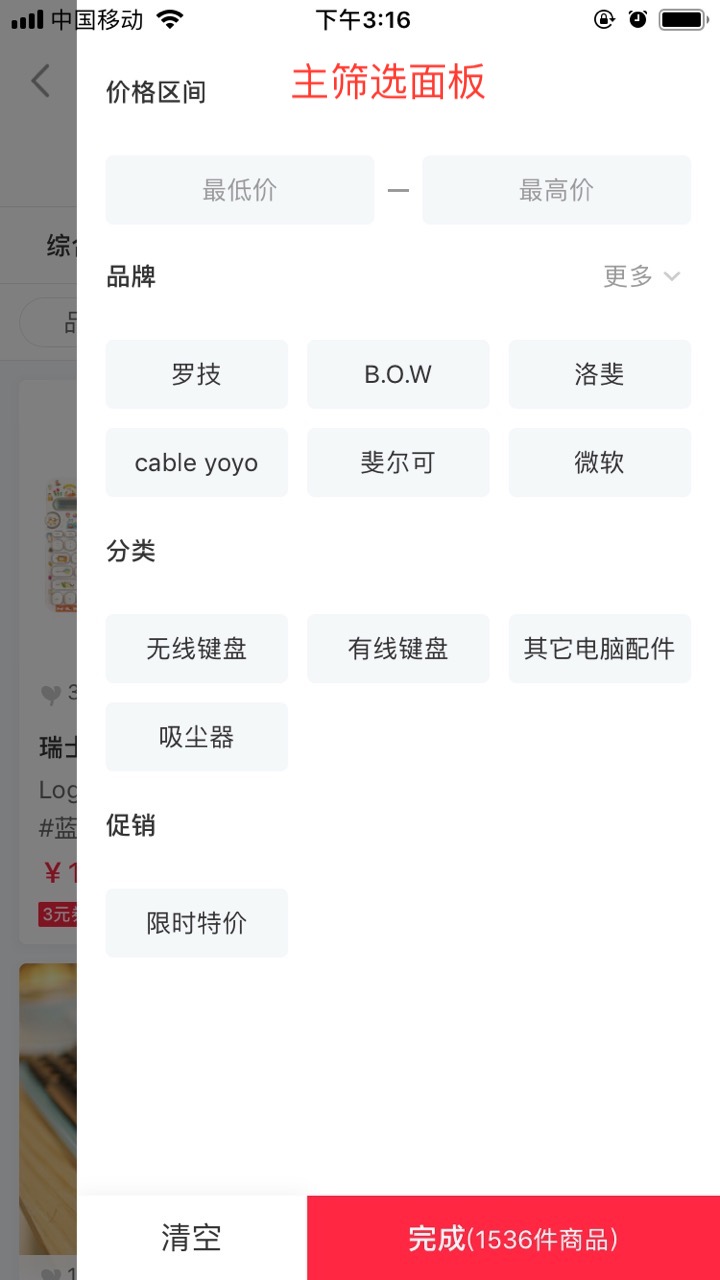 中国移动 下午3:16
价格区间 主筛选面板
最低价 — 最高价
综
品牌 更多
罗技 B.O.W 洛斐
cable yoyo 斐尔可 微软
分类
无线键盘 有线键盘 其它电脑配件
3
吸尘器
瑞士
Log
#蓝
促销
¥1
3元
限时特价
清空 完成(1536件商品)
1